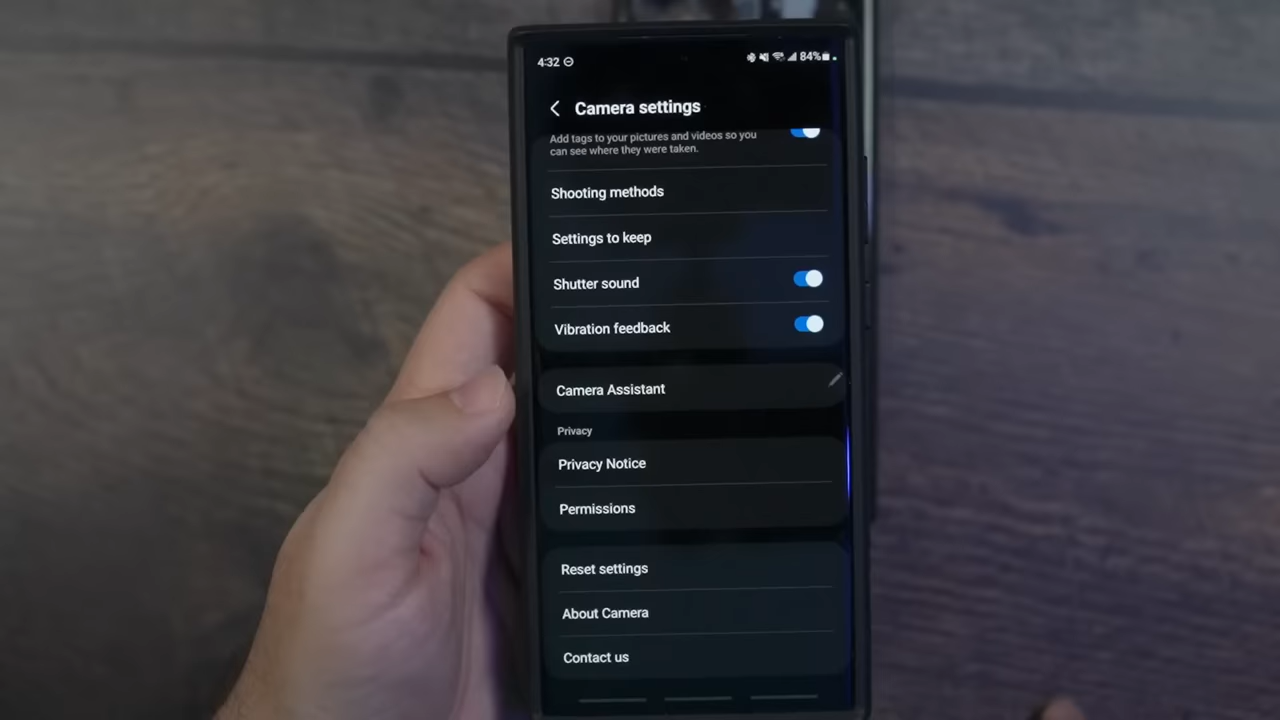 4:32
84%
Camera settings
Add tags to your pictures and videos so you
can see where they were taken.
Shooting methods
Settings to keep
Shutter sound
Vibration feedback
Camera Assistant
Privacy
Privacy Notice
Permissions
Reset settings
About Camera
Contact us